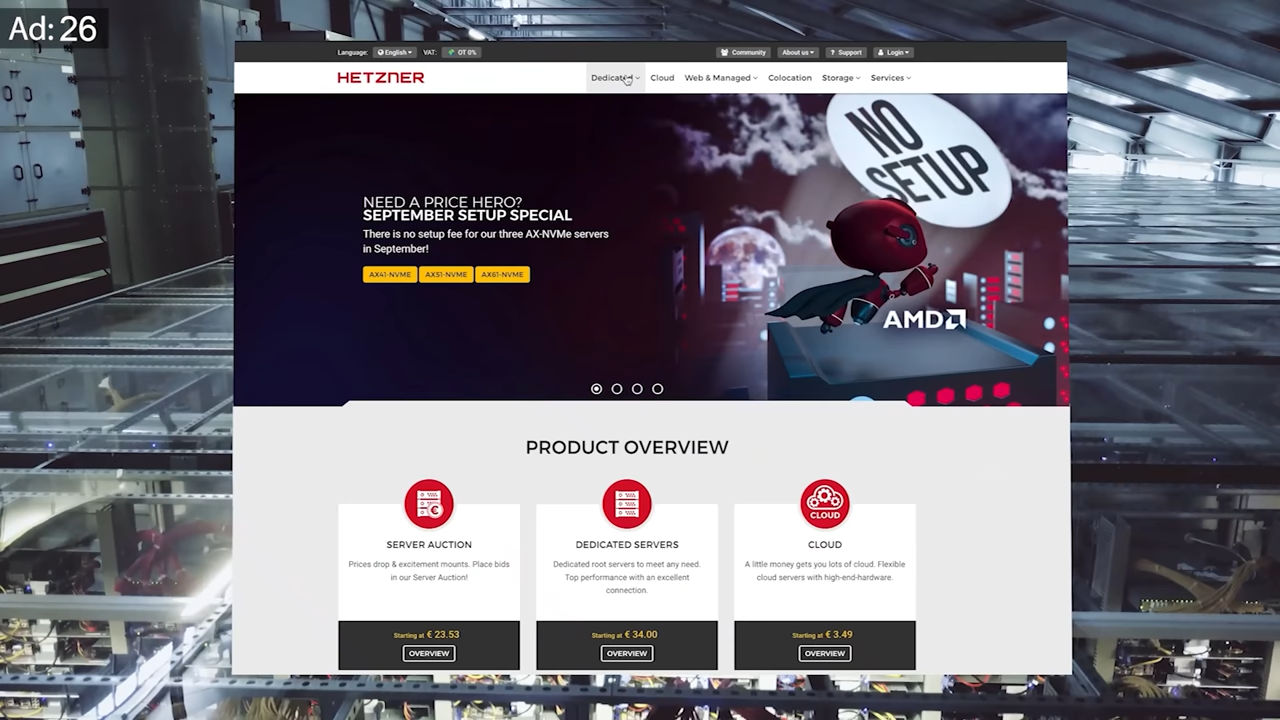 Ad: 26
Language: English VAT: OT 0% Community About us Support Login
HETZNER Dedicated Cloud Web & Managed Colocation Storage Services
NO
SETUP
NEED A PRICE HERO?
SEPTEMBER SETUP SPECIAL
There is no setup fee for our three AX-NVMe servers
in September!
AX41-NVME AX51-NVME AX61-NVME
AMD
PRODUCT OVERVIEW
CLOUD
SERVER AUCTION
Prices drop & excitement mounts. Place bids
in our Server Auction!
Starting at € 23.53
OVERVIEW
DEDICATED SERVERS
Dedicated root servers to meet any need.
Top performance with an excellent
connection.
Starting at € 34.00
OVERVIEW
CLOUD
A little money gets you lots of cloud. Flexible
cloud servers with high-end-hardware.
Starting at € 3.49
OVERVIEW